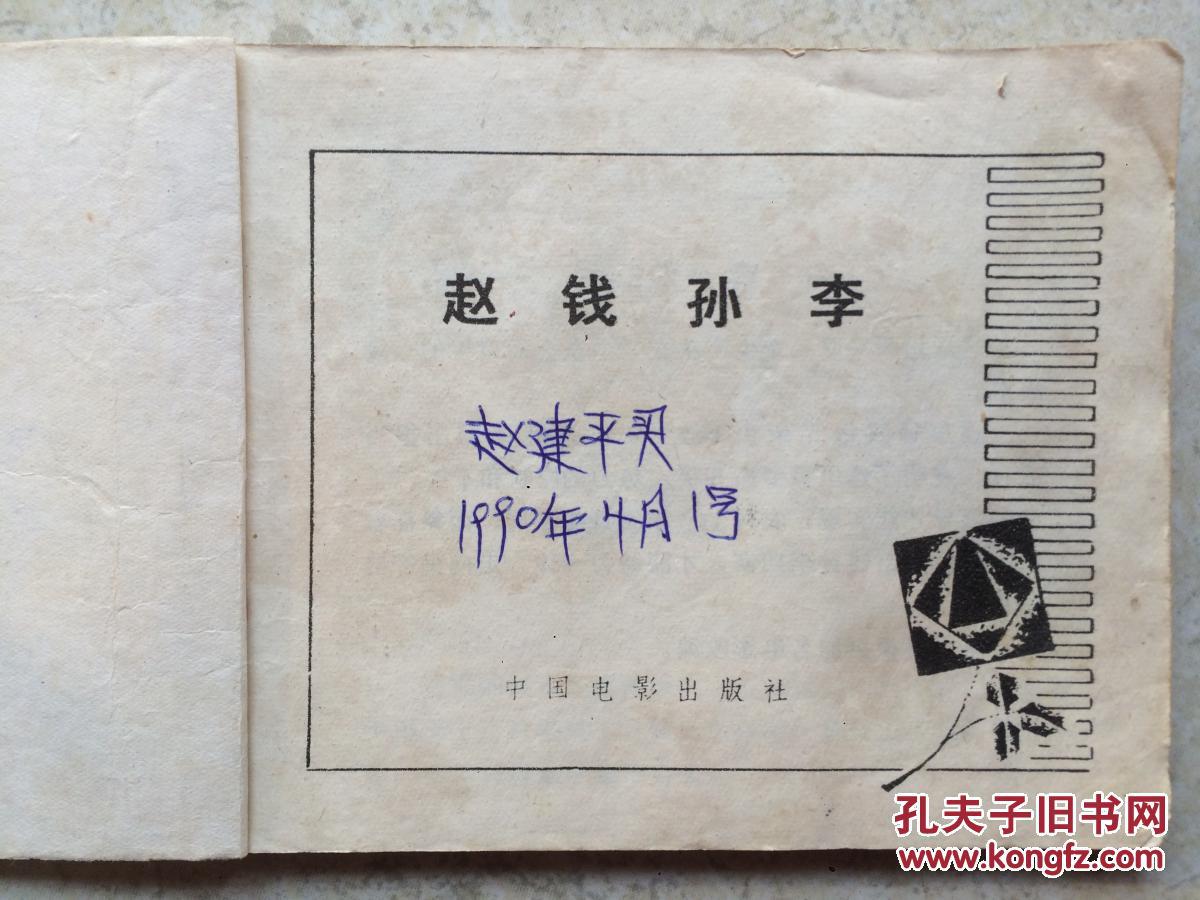 赵钱孙李
赵建平买
1990年4月1号
中国电影出版社
孔夫子旧书网
www.kongfz.com